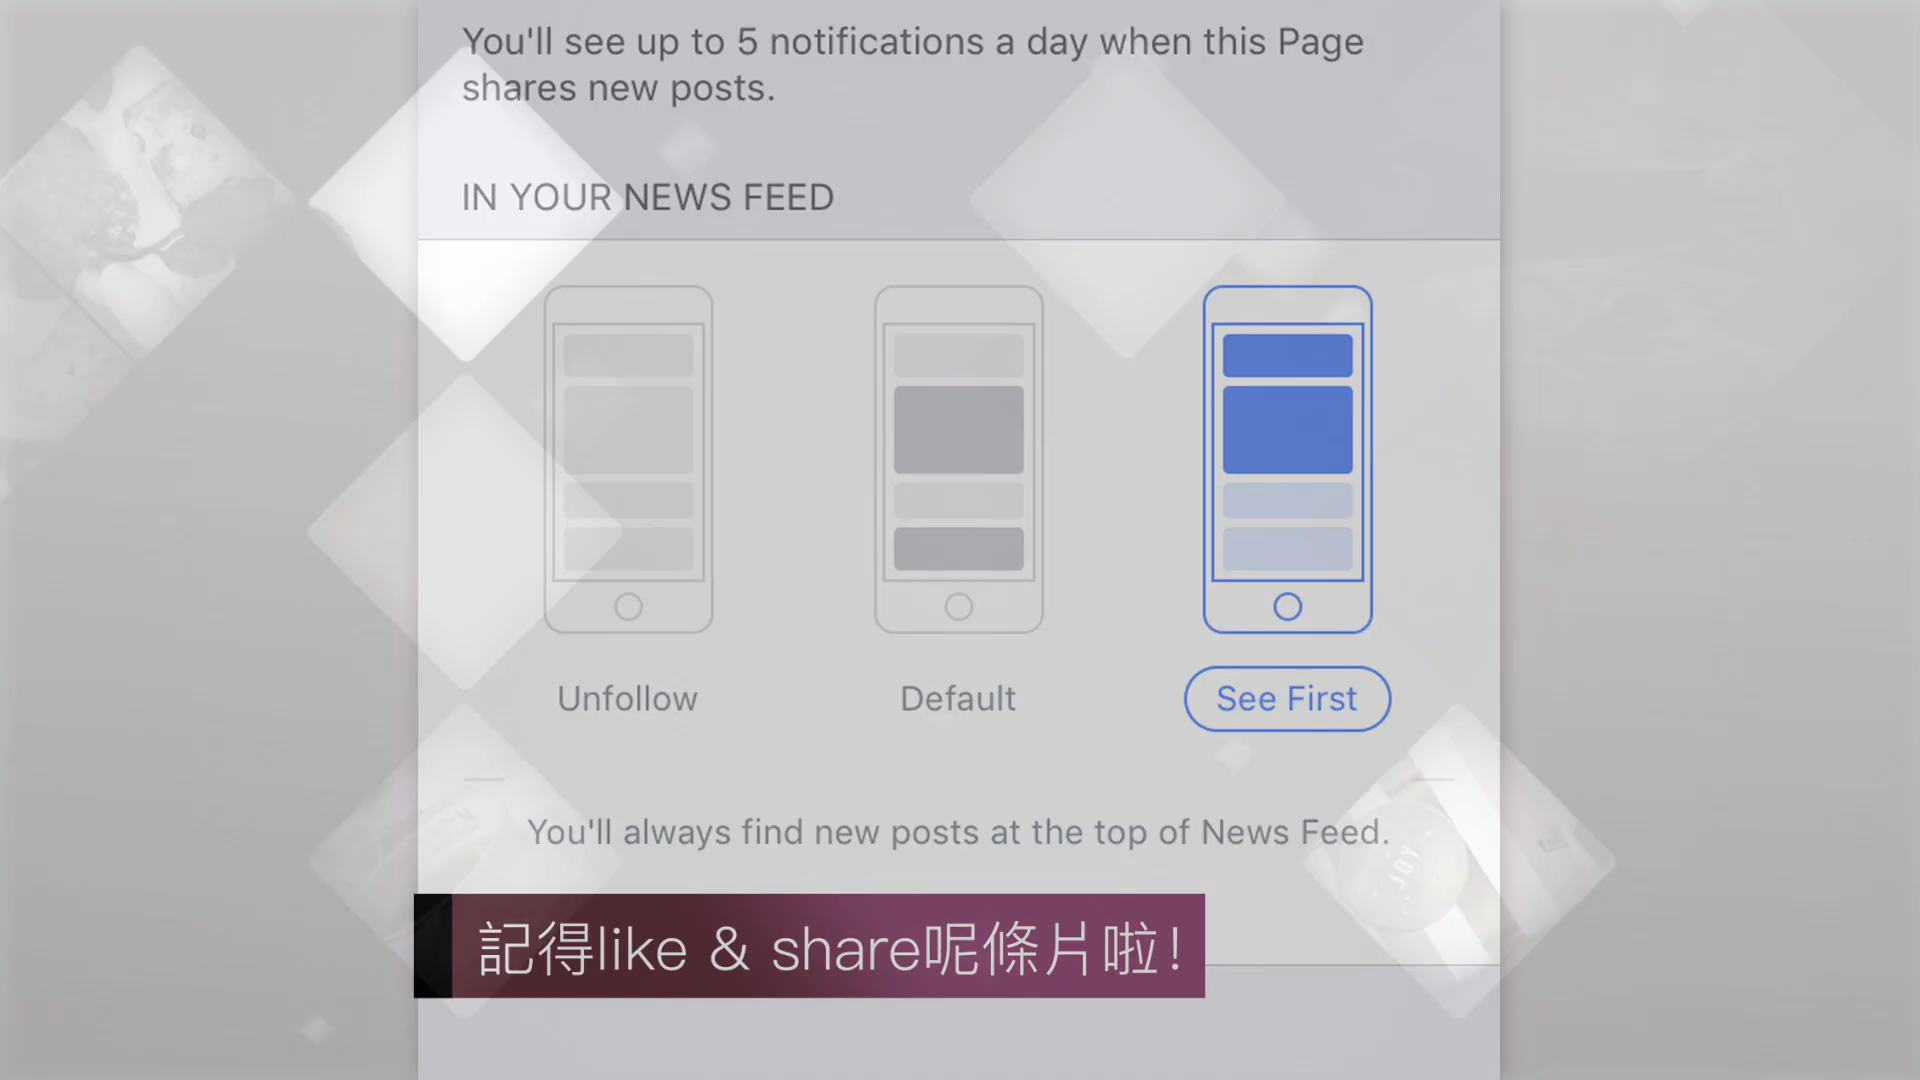 You'll see up to 5 notifications a day when this Page
shares new posts.
IN YOUR NEWS FEED
Unfollow
Default
See First
You'll always find new posts at the top of News Feed.
JOY
記得like & share呢條片啦!